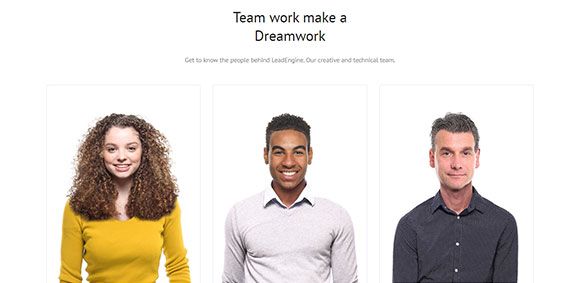 Team work make a
Dreamwork
Get to know the people behind LeadEngine. Our creative and technical team.